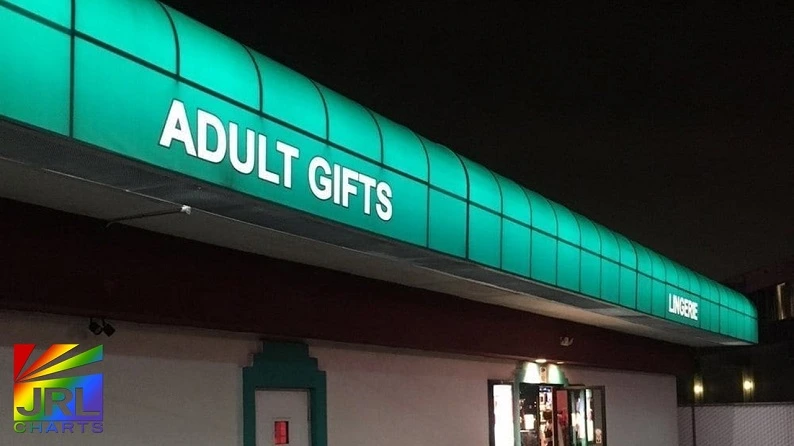 ADULT GIFTS
LINGERIE
JRL
CHARTS